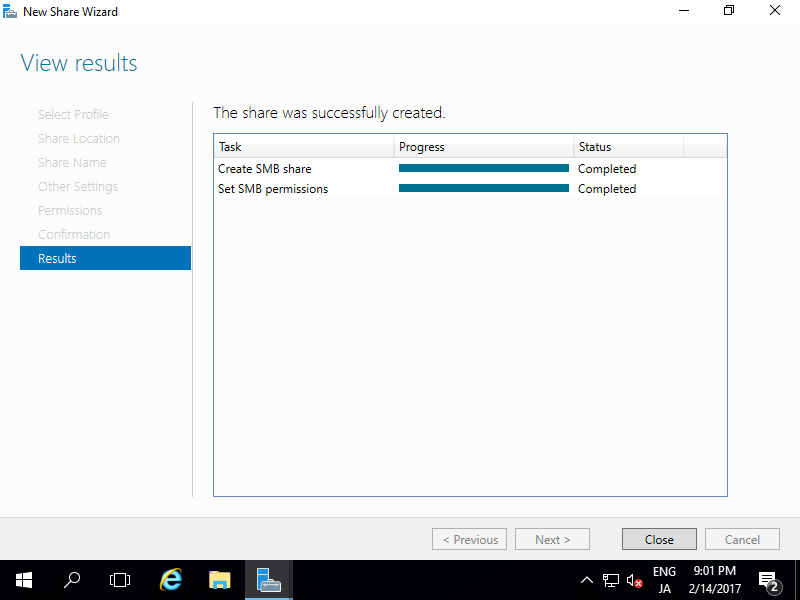 New Share Wizard
View results
Select Profile
Share Location
Share Name
Other Settings
Permissions
Confirmation
Results
The share was successfully created.
Task Progress Status
Create SMB share Completed
Set SMB permissions Completed
< Previous Next > Close Cancel
ENG 9:01 PM
JA 2/14/2017 2